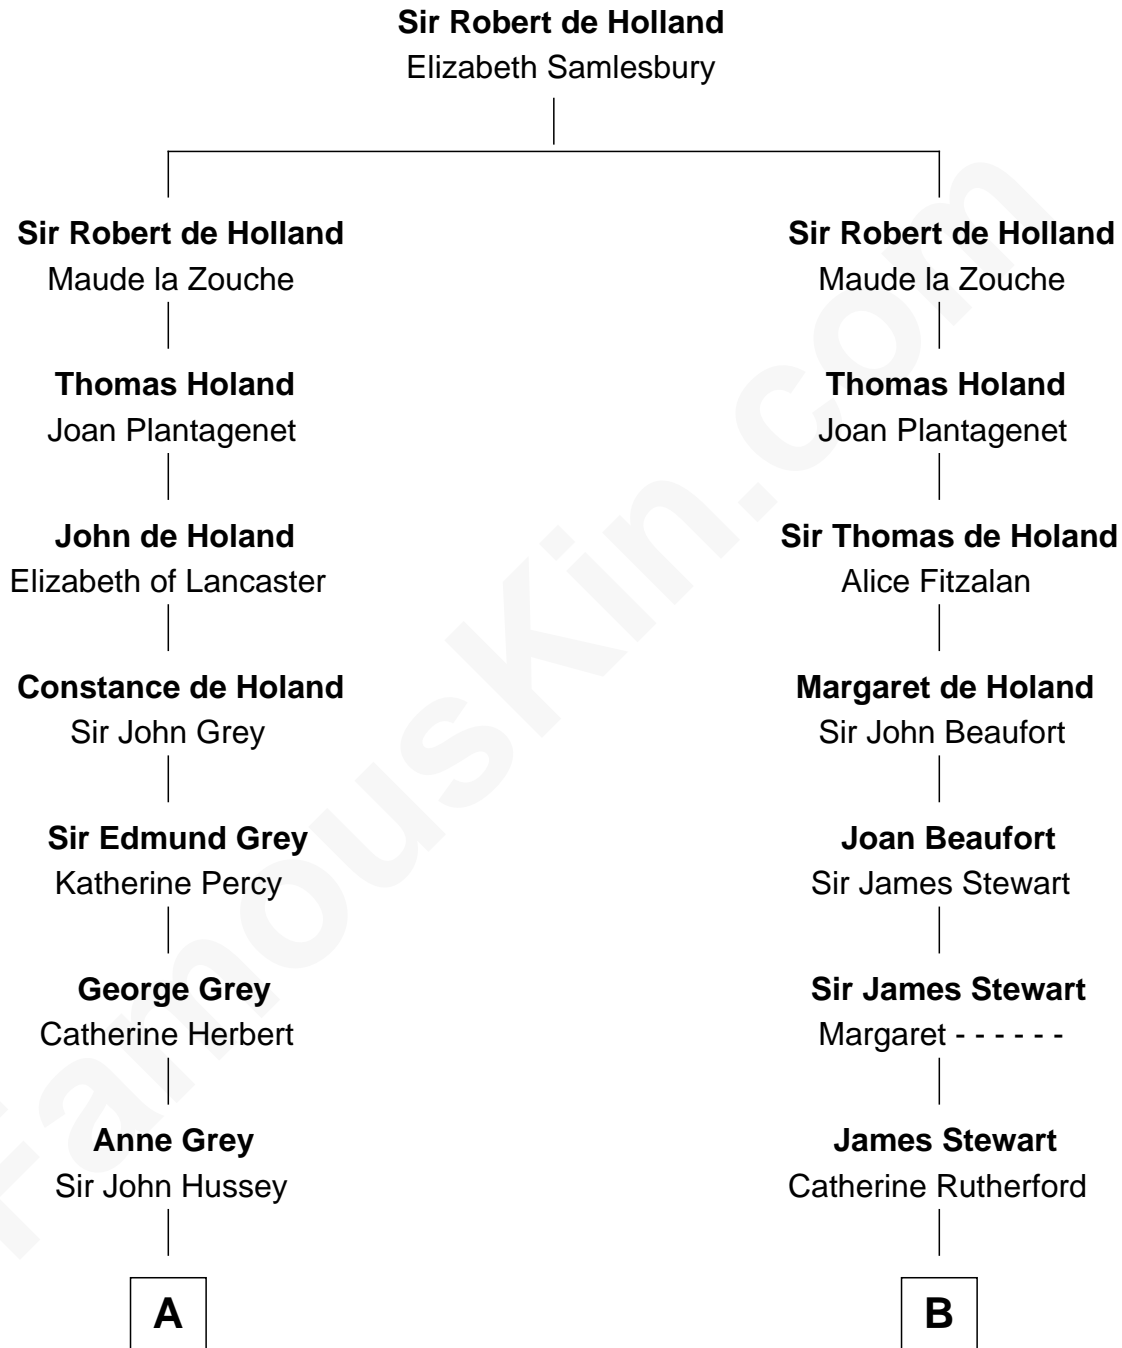 Sir Robert de Holland
Elizabeth Samlesbury
Sir Robert de Holland
Maude la Zouche
Sir Robert de Holland
Maude la Zouche
Thomas Holand
Joan Plantagenet
Thomas Holand
Joan Plantagenet
John de Holand
Elizabeth of Lancaster
Sir Thomas de Holand
Alice Fitzalan
Constance de Holand
Sir John Grey
Margaret de Holand
Sir John Beaufort
Sir Edmund Grey
Katherine Percy
Joan Beaufort
Sir James Stewart
George Grey
Catherine Herbert
Sir James Stewart
Margaret - - - - - -
Anne Grey
Sir John Hussey
James Stewart
Catherine Rutherford
A
B
FamousKin.com